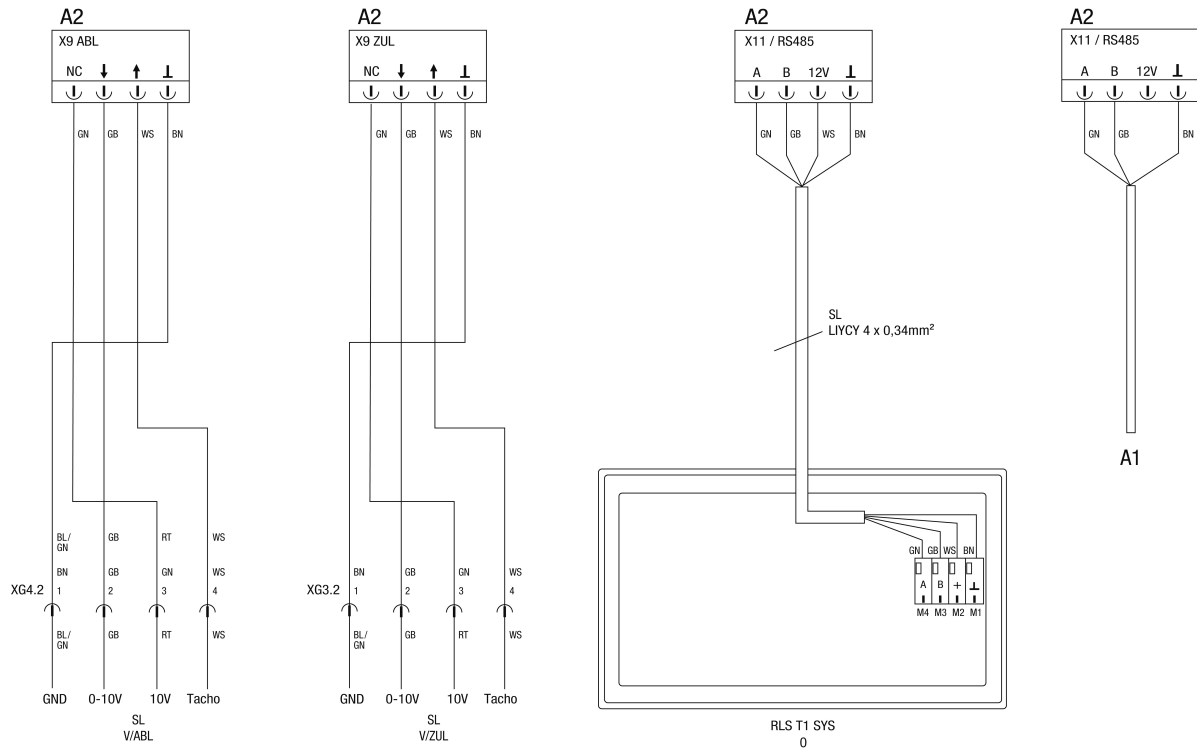 A2
X9 ABL
NC
GN GB WS BN
BL/
GN
GB RT WS
BN GB GN WS
XG4.2 1 2 3 4
BL/
GN
GB RT WS
GND 0-10V 10V Tacho
SL
V/ABL
A2
X9 ZUL
NC
GN GB WS BN
BN GB GN WS
XG3.2 1 2 3 4
BL/
GN
GB RT WS
GND 0-10V 10V Tacho
SL
V/ZUL
A2
X11 / RS485
A B 12V
GN GB WS BN
SL
LIYCY 4 x 0,34mm²
GN GB WS BN
A B +
M4 M3 M2 M1
RLS T1 SYS
0
A2
X11 / RS485
A B 12V
GN GB BN
A1